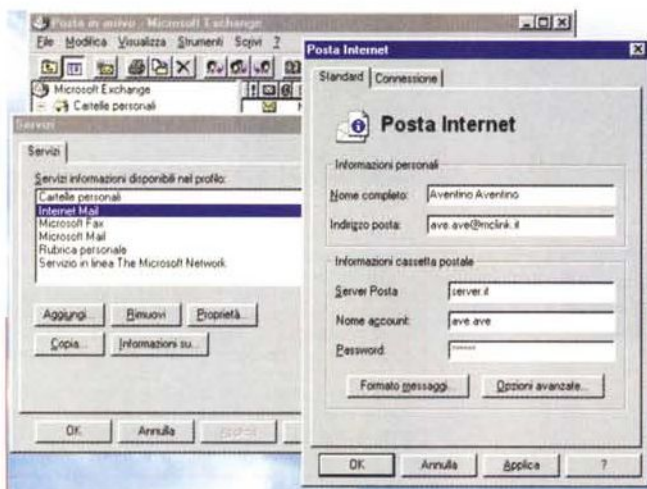 Posta in arrivo - Microsoft Exchange
File Modifica Visualizza Strumenti Scrivi ?
Microsoft Exchange
Cartelle personali
Servizi
Servizi
Servizi informazioni disponibili nel profilo:
Cartelle personali
Internet Mail
Microsoft Fax
Microsoft Mail
Rubrica personale
Servizio in linea The Microsoft Network
Aggiungi...
Rimuovi
Proprietà...
Copia...
Informazioni su...
OK
Annulla
Posta Internet
Standard
Connessione
Posta Internet
Informazioni personali
Nome completo: Aventino Aventino
Indirizzo posta: ave.ave@mclink.it
Informazioni cassetta postale
Server Posta server.it
Nome account: ave.ave
Password: ******
Formato messaggi...
Opzioni avanzate...
OK
Annulla
Applica
?